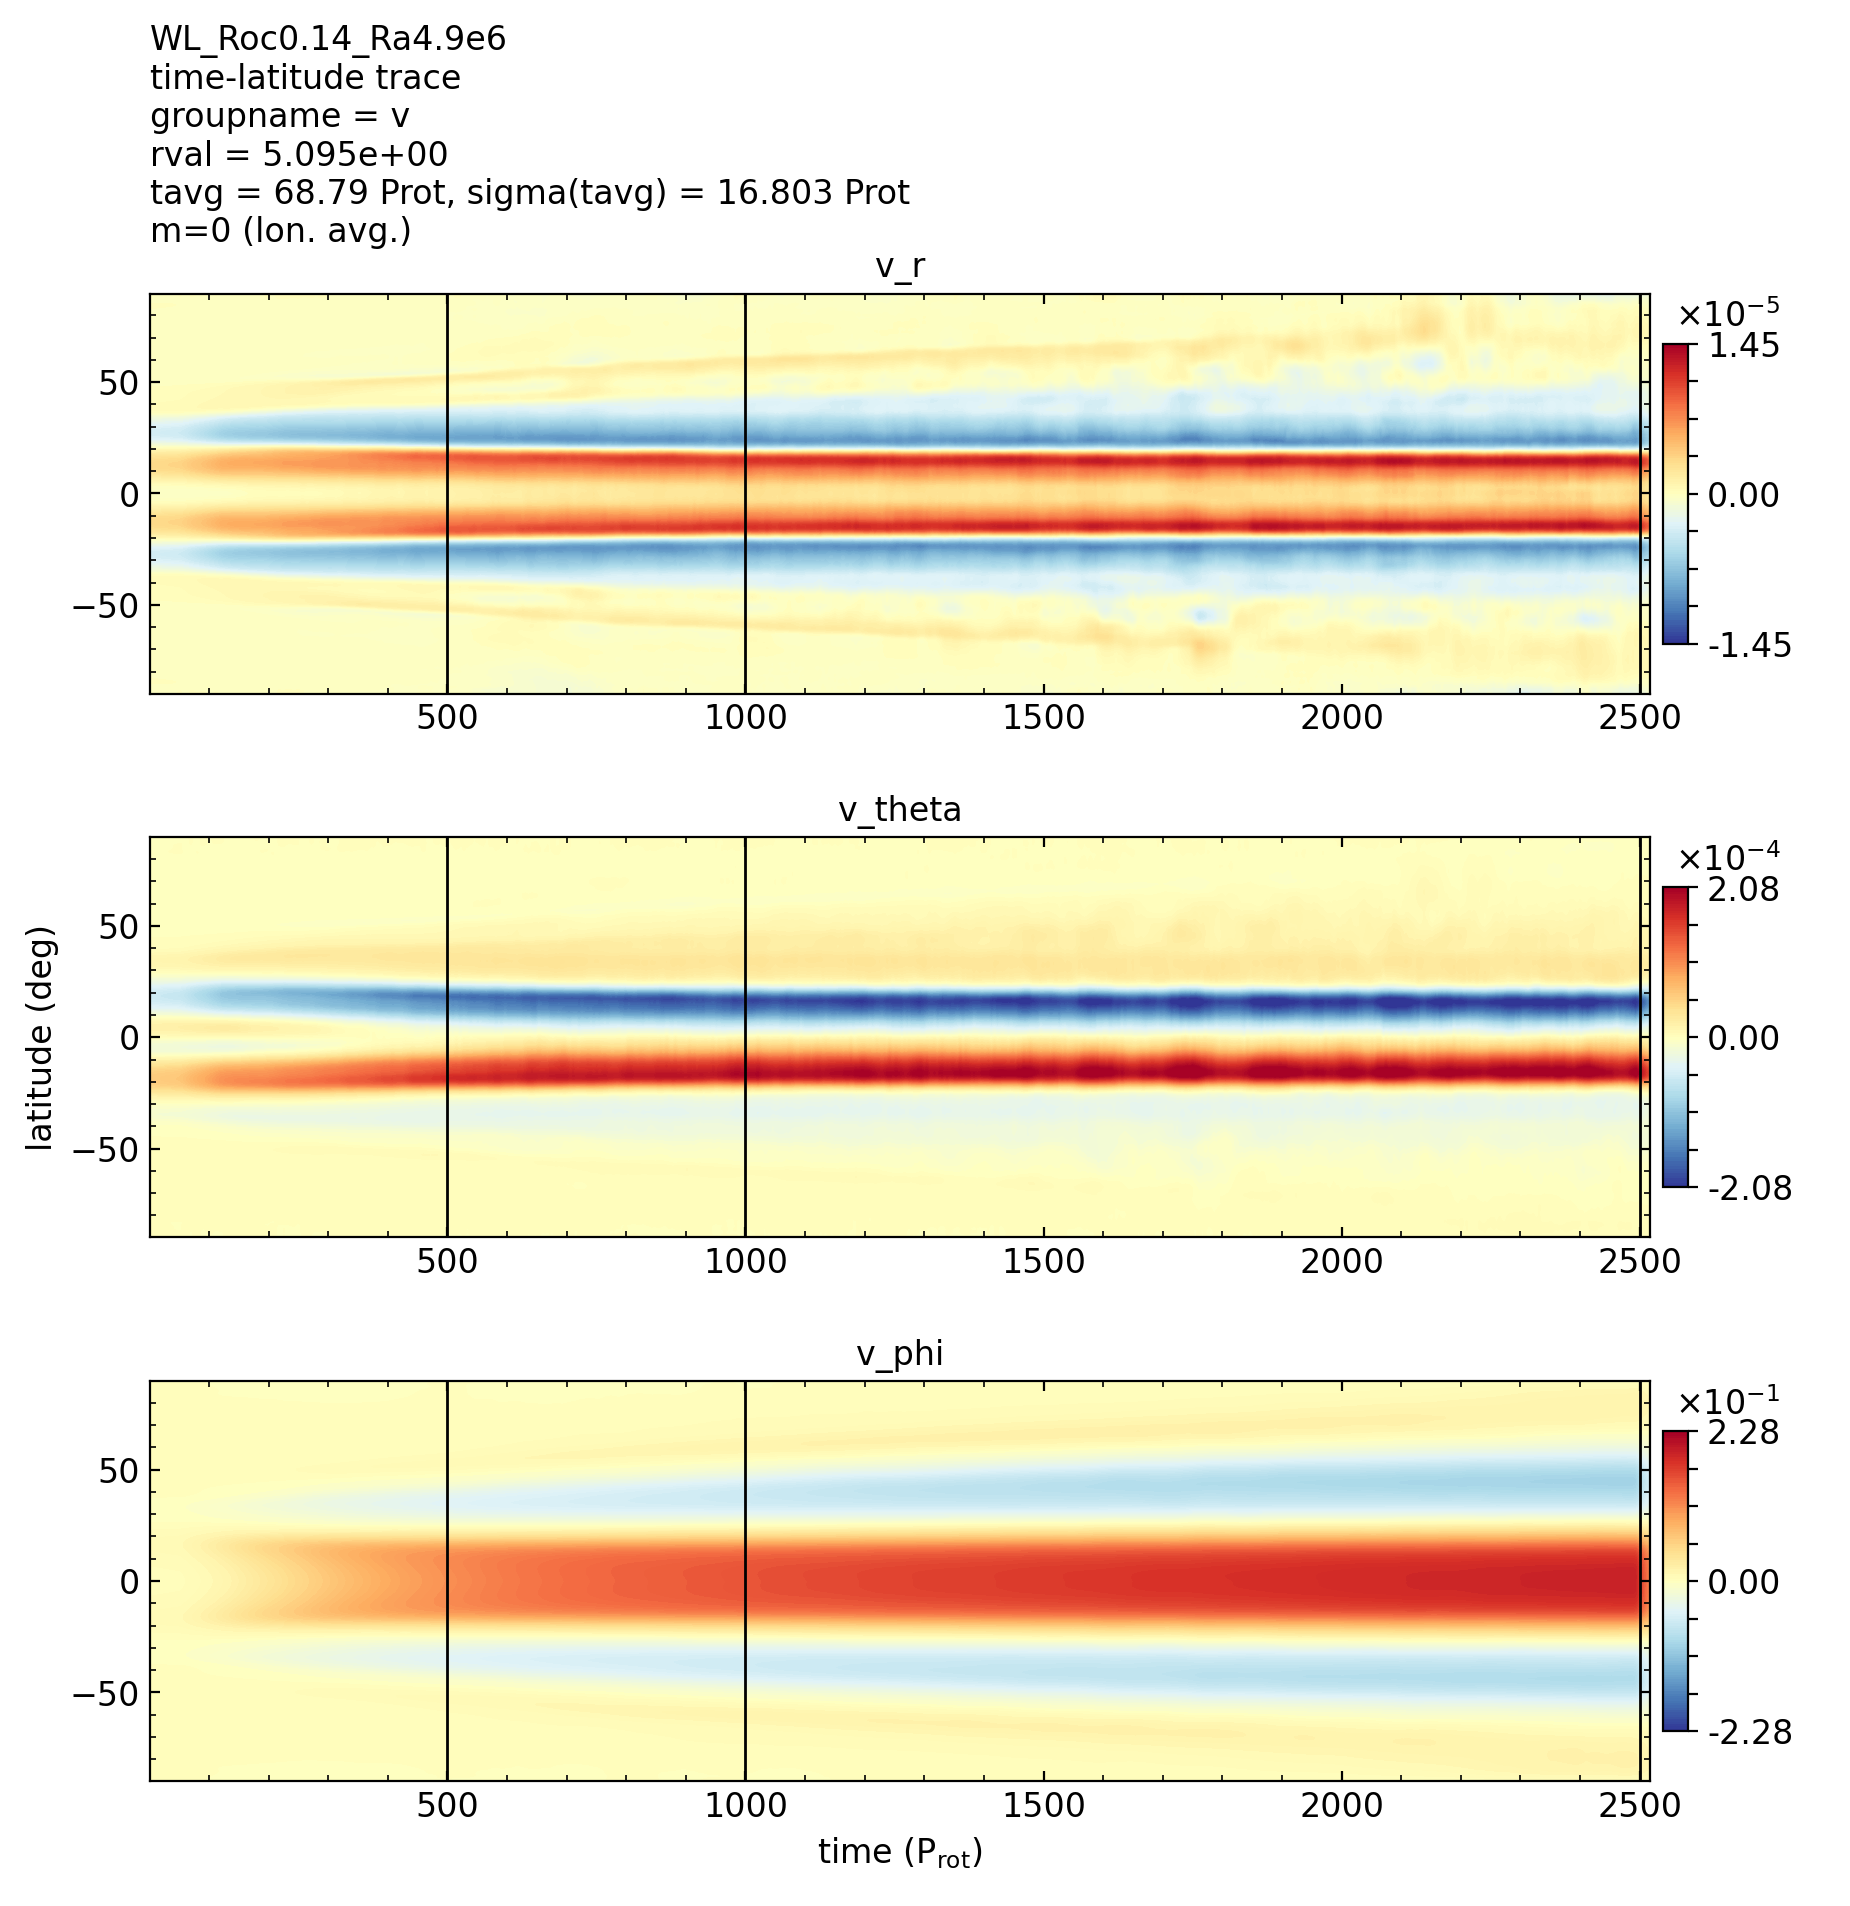 WL_Roc0.14_Ra4.9e6
time-latitude trace
groupname = v
rval = 5.095e+00
tavg = 68.79 Prot, sigma(tavg) = 16.803 Prot
m=0 (lon. avg.)
v_r
×10⁻⁵
1.45
0.00
-1.45
50
0
−50
500 1000 1500 2000 2500
v_theta
×10⁻⁴
2.08
0.00
-2.08
latitude (deg)
50
0
−50
500 1000 1500 2000 2500
v_phi
×10⁻¹
2.28
0.00
-2.28
50
0
−50
500 1000 1500 2000 2500
time (P_rot)